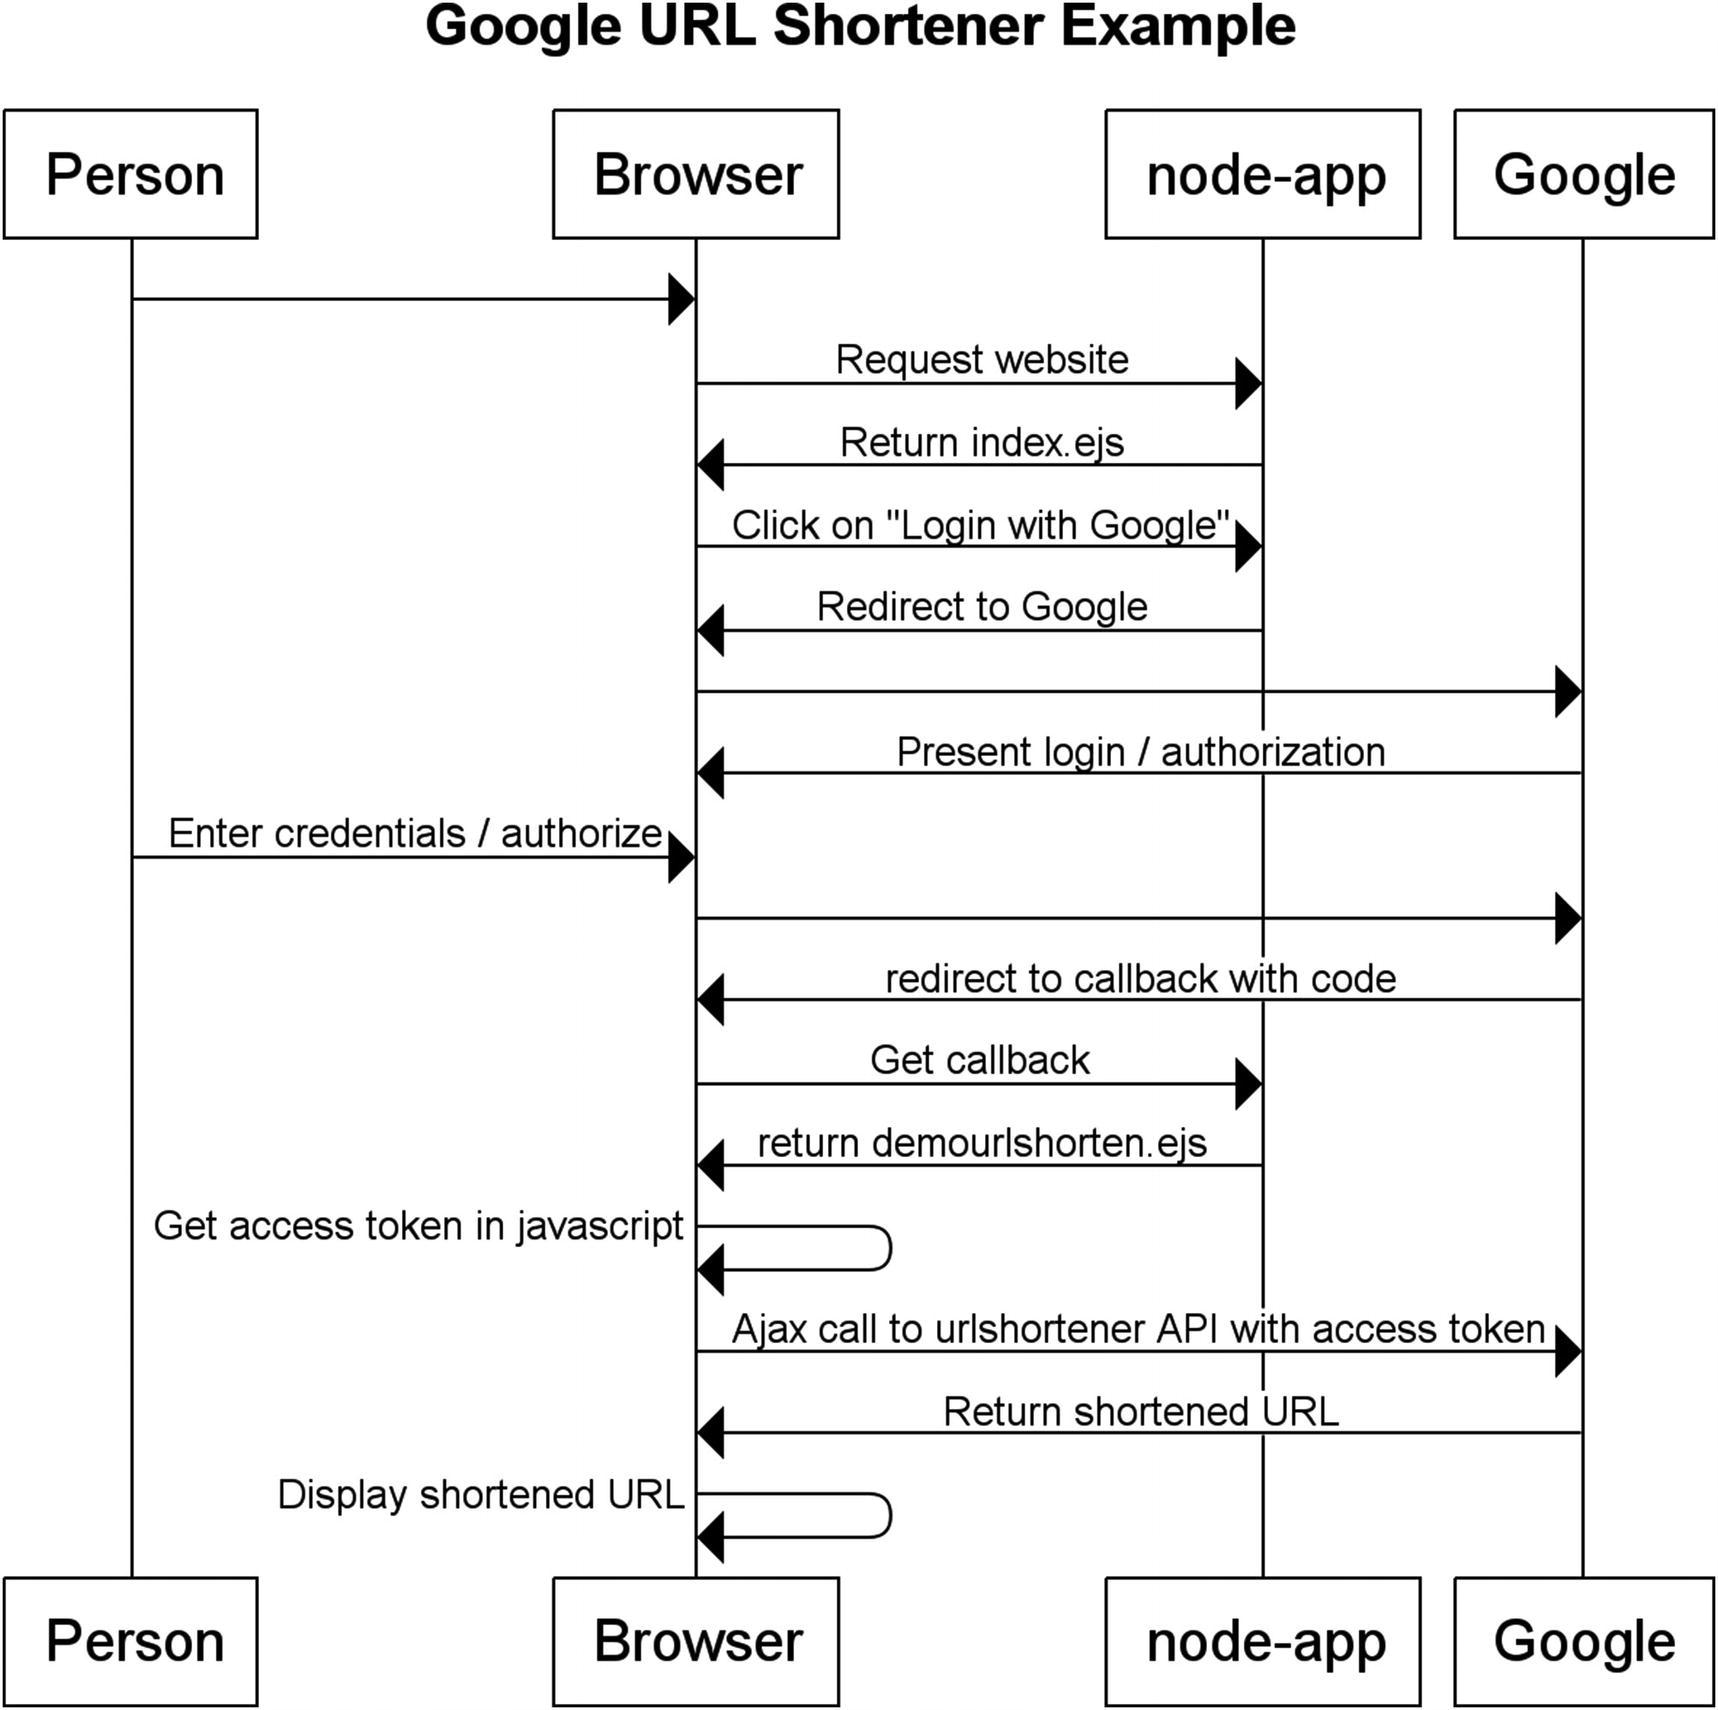 Google URL Shortener Example
Person Browser node-app Google
Request website
Return index.ejs
Click on "Login with Google"
Redirect to Google
Present login / authorization
Enter credentials / authorize
redirect to callback with code
Get callback
return demourlshorten.ejs
Get access token in javascript
Ajax call to urlshortener API with access token
Return shortened URL
Display shortened URL
Person Browser node-app Google